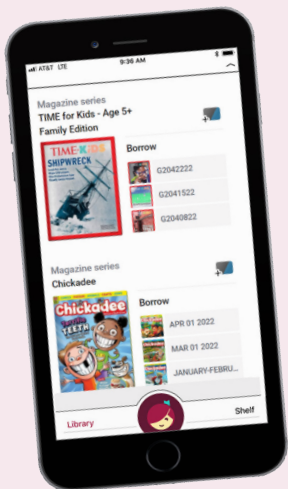 AT&T LTE
9:36 AM
Magazine series
TIME for Kids - Age 5+
Family Edition
TIME KIDS
SHIPWRECK
Borrow
G2042222
G2041522
G2040822
Magazine series
Chickadee
chickadee
TEETH
Borrow
APR 01 2022
MAR 01 2022
JANUARY-FEBRU...
Library
Shelf